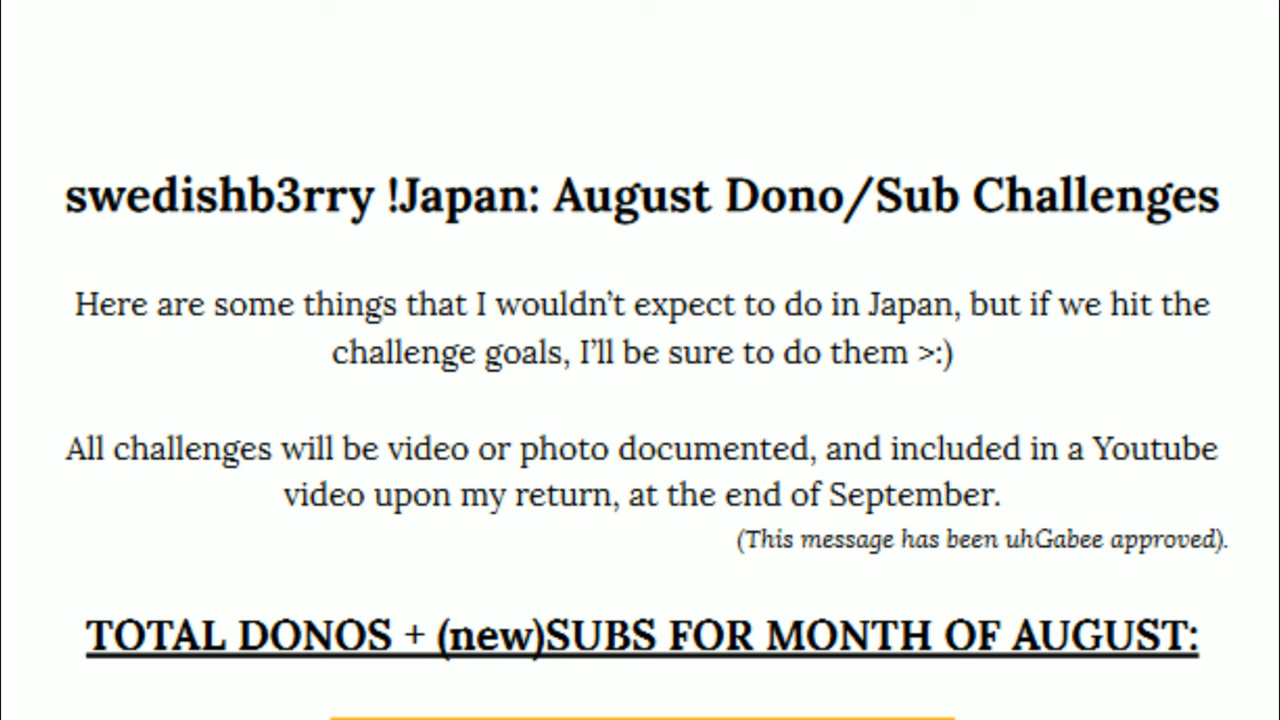 swedishb3rry !Japan: August Dono/Sub Challenges
Here are some things that I wouldn’t expect to do in Japan, but if we hit the
challenge goals, I’ll be sure to do them >:)
All challenges will be video or photo documented, and included in a Youtube
video upon my return, at the end of September.
(This message has been uhGabee approved).
TOTAL DONOS + (new)SUBS FOR MONTH OF AUGUST: